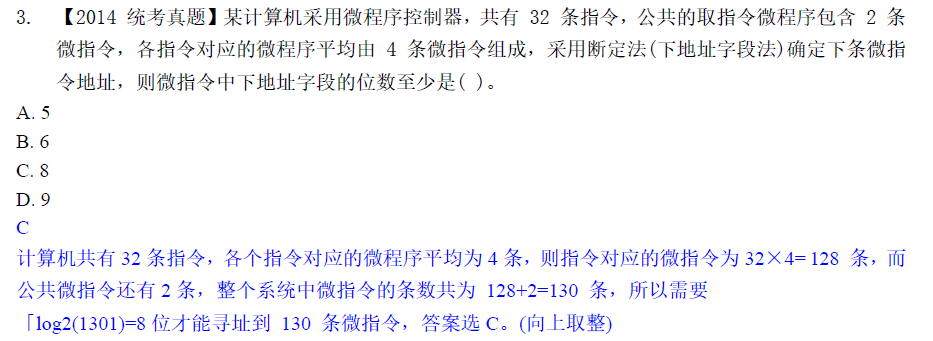 3. 【2014 统考真题】某计算机采用微程序控制器，共有 32 条指令，公共的取指令微程序包含 2 条
微指令，各指令对应的微程序平均由 4 条微指令组成，采用断定法(下地址字段法)确定下条微指
令地址，则微指令中下地址字段的位数至少是( )。
A. 5
B. 6
C. 8
D. 9
C
计算机共有 32 条指令，各个指令对应的微程序平均为 4 条，则指令对应的微指令为 32×4= 128 条，而
公共微指令还有 2 条，整个系统中微指令的条数共为 128+2=130 条，所以需要
「log2(1301)=8 位才能寻址到 130 条微指令，答案选 C。(向上取整)